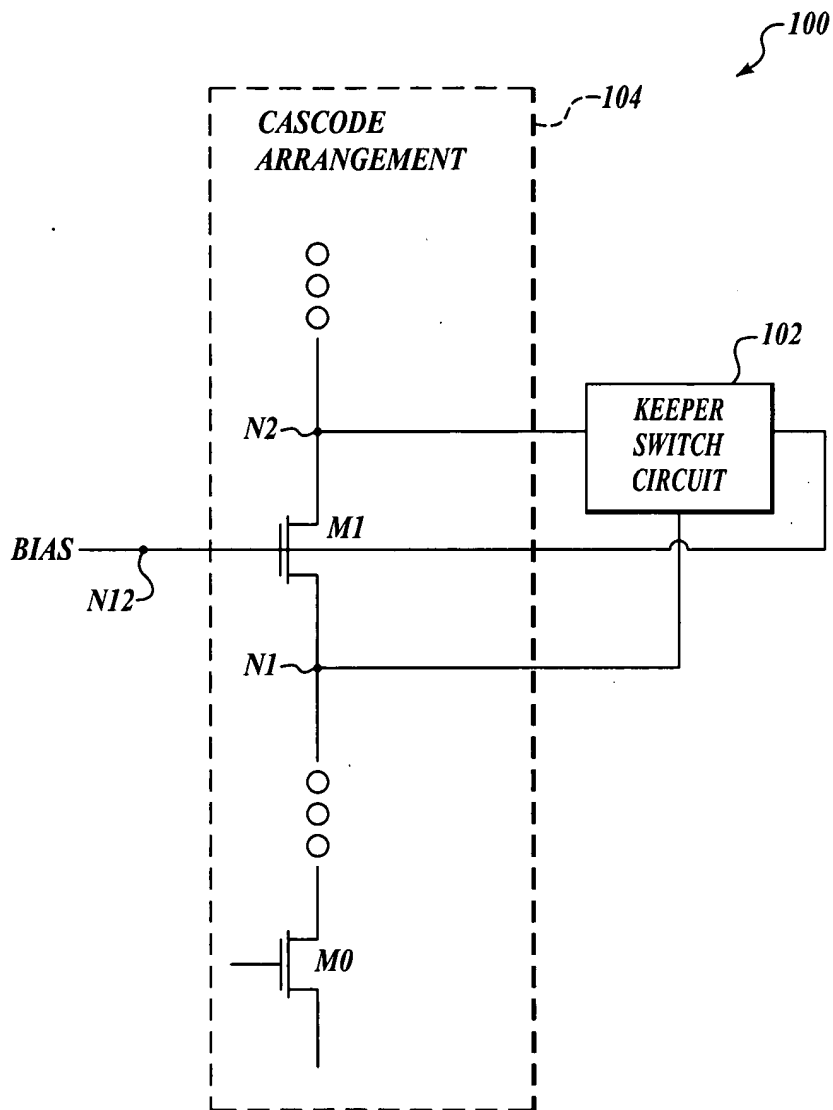 100
104
CASCODE
ARRANGEMENT
102
KEEPER
SWITCH
CIRCUIT
N2
M1
BIAS
N12
N1
M0